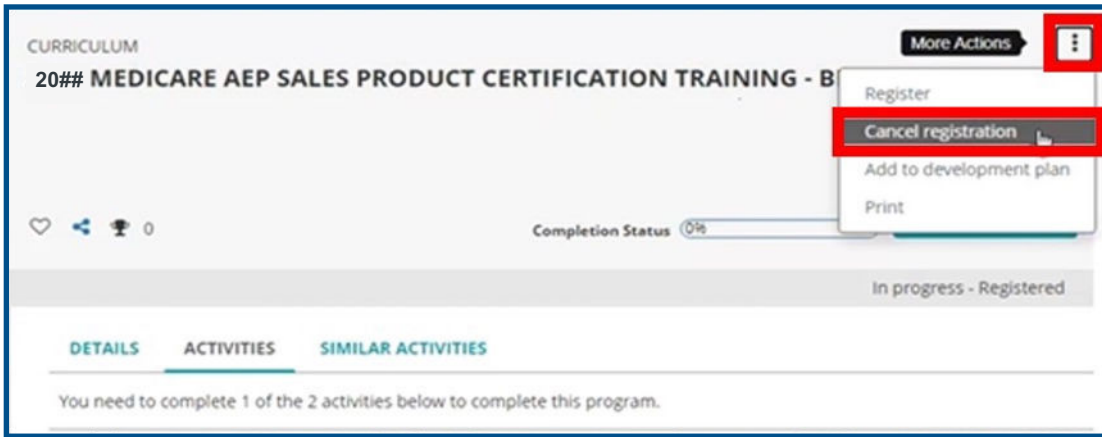 CURRICULUM
More Actions
20## MEDICARE AEP SALES PRODUCT CERTIFICATION TRAINING - B
Register
Cancel registration
Add to development plan
Print
0
Completion Status 0%
In progress - Registered
DETAILS ACTIVITIES SIMILAR ACTIVITIES
You need to complete 1 of the 2 activities below to complete this program.